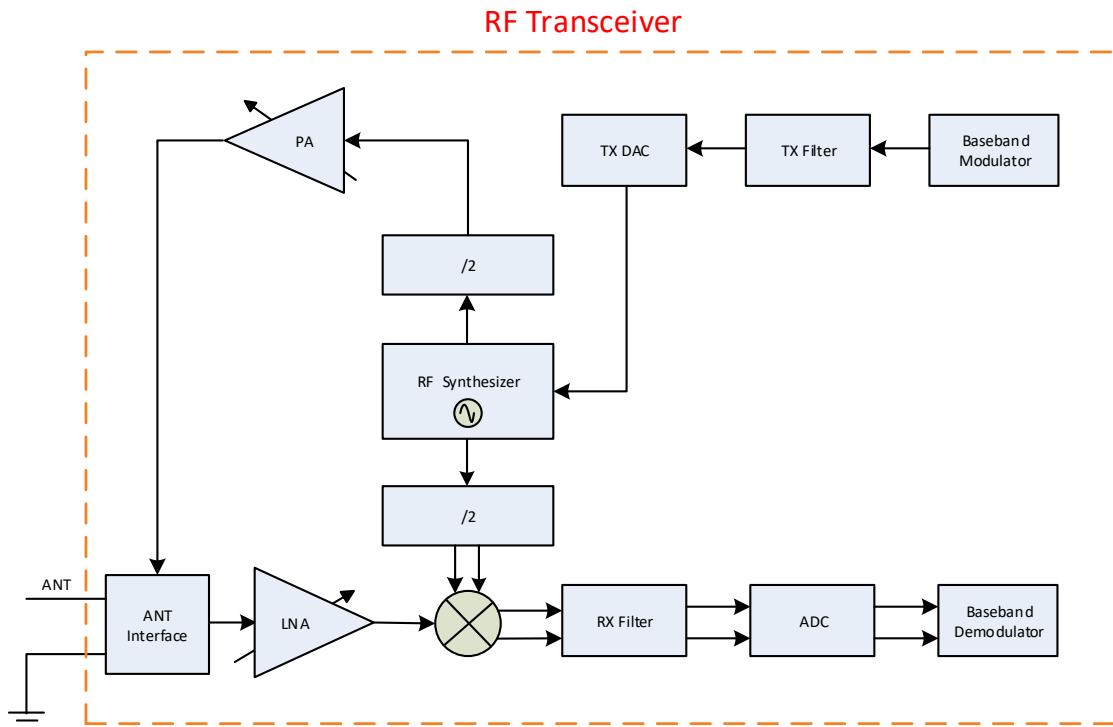 RF Transceiver
PA
TX DAC
TX Filter
Baseband
Modulator
/2
RF Synthesizer
/2
ANT
ANT
Interface
LNA
RX Filter
ADC
Baseband
Demodulator